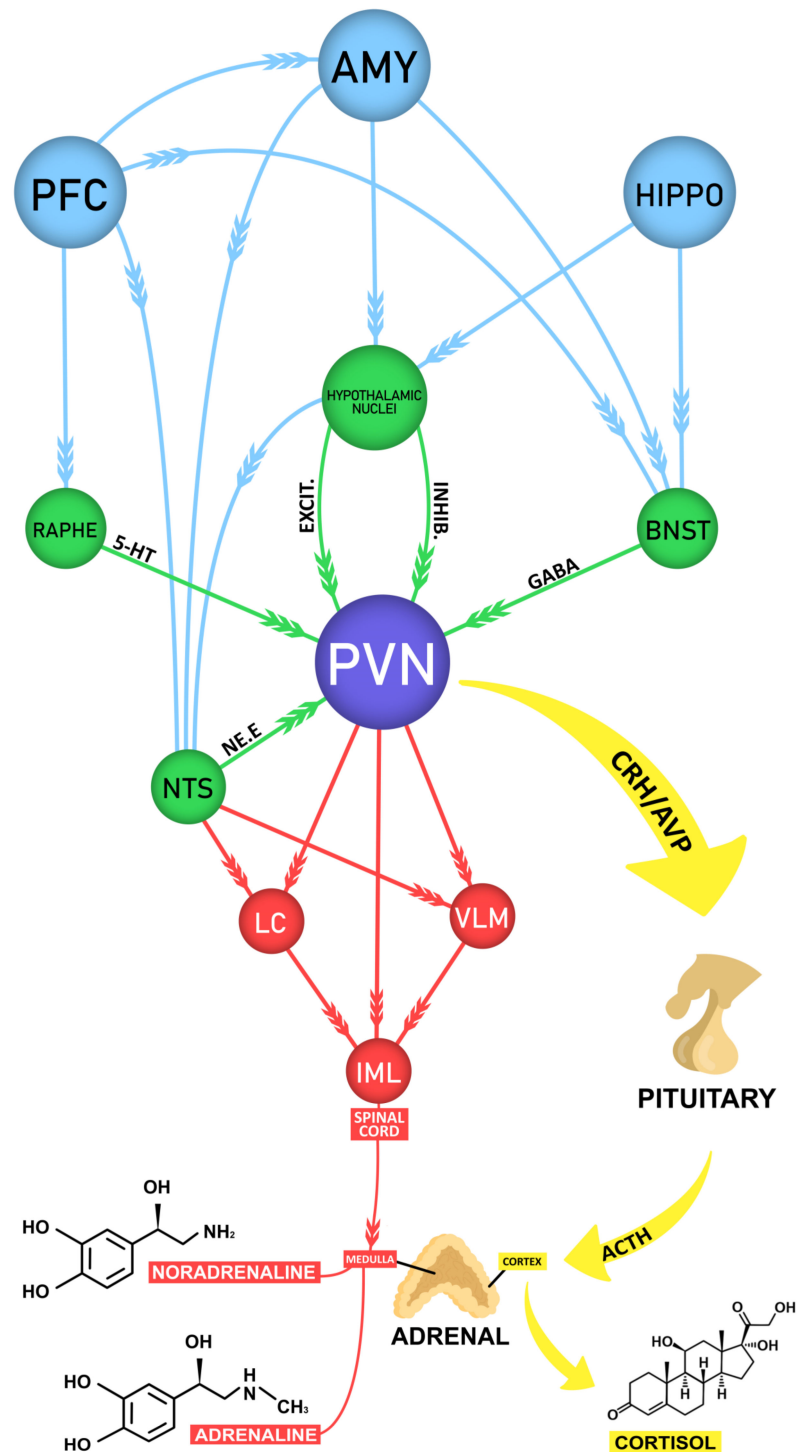 AMY
PFC
HIPPO
HYPOTHALAMIC
NUCLEI
RAPHE
5-HT
EXCIT.
INHIB.
GABA
BNST
PVN
NE.E
NTS
CRH/AVP
LC
VLM
IML
SPINAL
CORD
PITUITARY
ACTH
OH
HO
NH₂
HO
NORADRENALINE
MEDULLA
CORTEX
ADRENAL
OH
HO
H
N
CH₃
HO
ADRENALINE
O
OH
HO
OH
H
H
H
O
CORTISOL